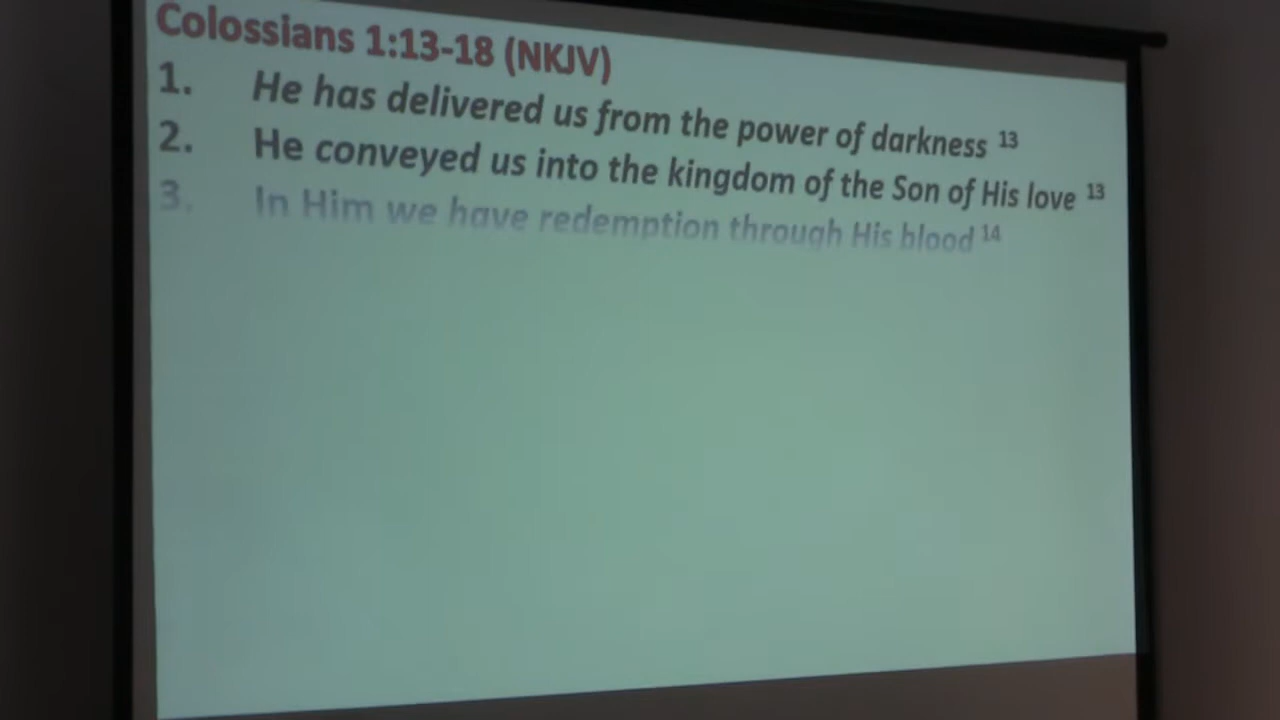 Colossians 1:13-18 (NKJV)
1. He has delivered us from the power of darkness 13
2. He conveyed us into the kingdom of the Son of His love 13
3. In Him we have redemption through His blood 14